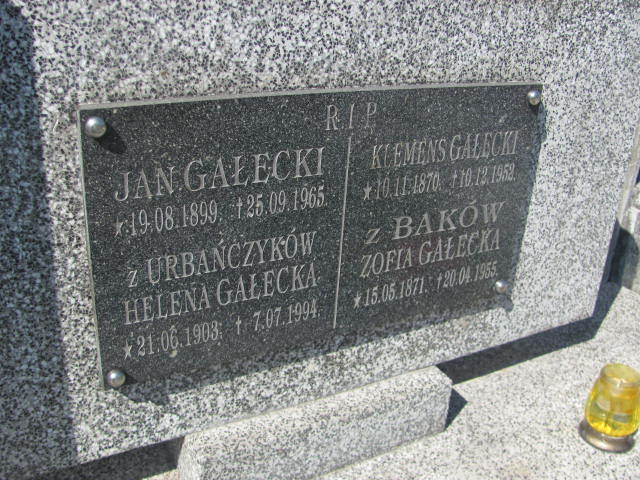 R.I.P.
JAN GAŁECKI
★19.08.1899. †25.09.1965.
z URBAŃCZYKÓW
HELENA GAŁECKA
★21.06.1903. † 7.07.1994.
KLEMENS GAŁECKI
★10.11.1870. †10.12.1952.
z BAKÓW
ZOFIA GAŁECKA
★15.05.1871. †20.04.1955.